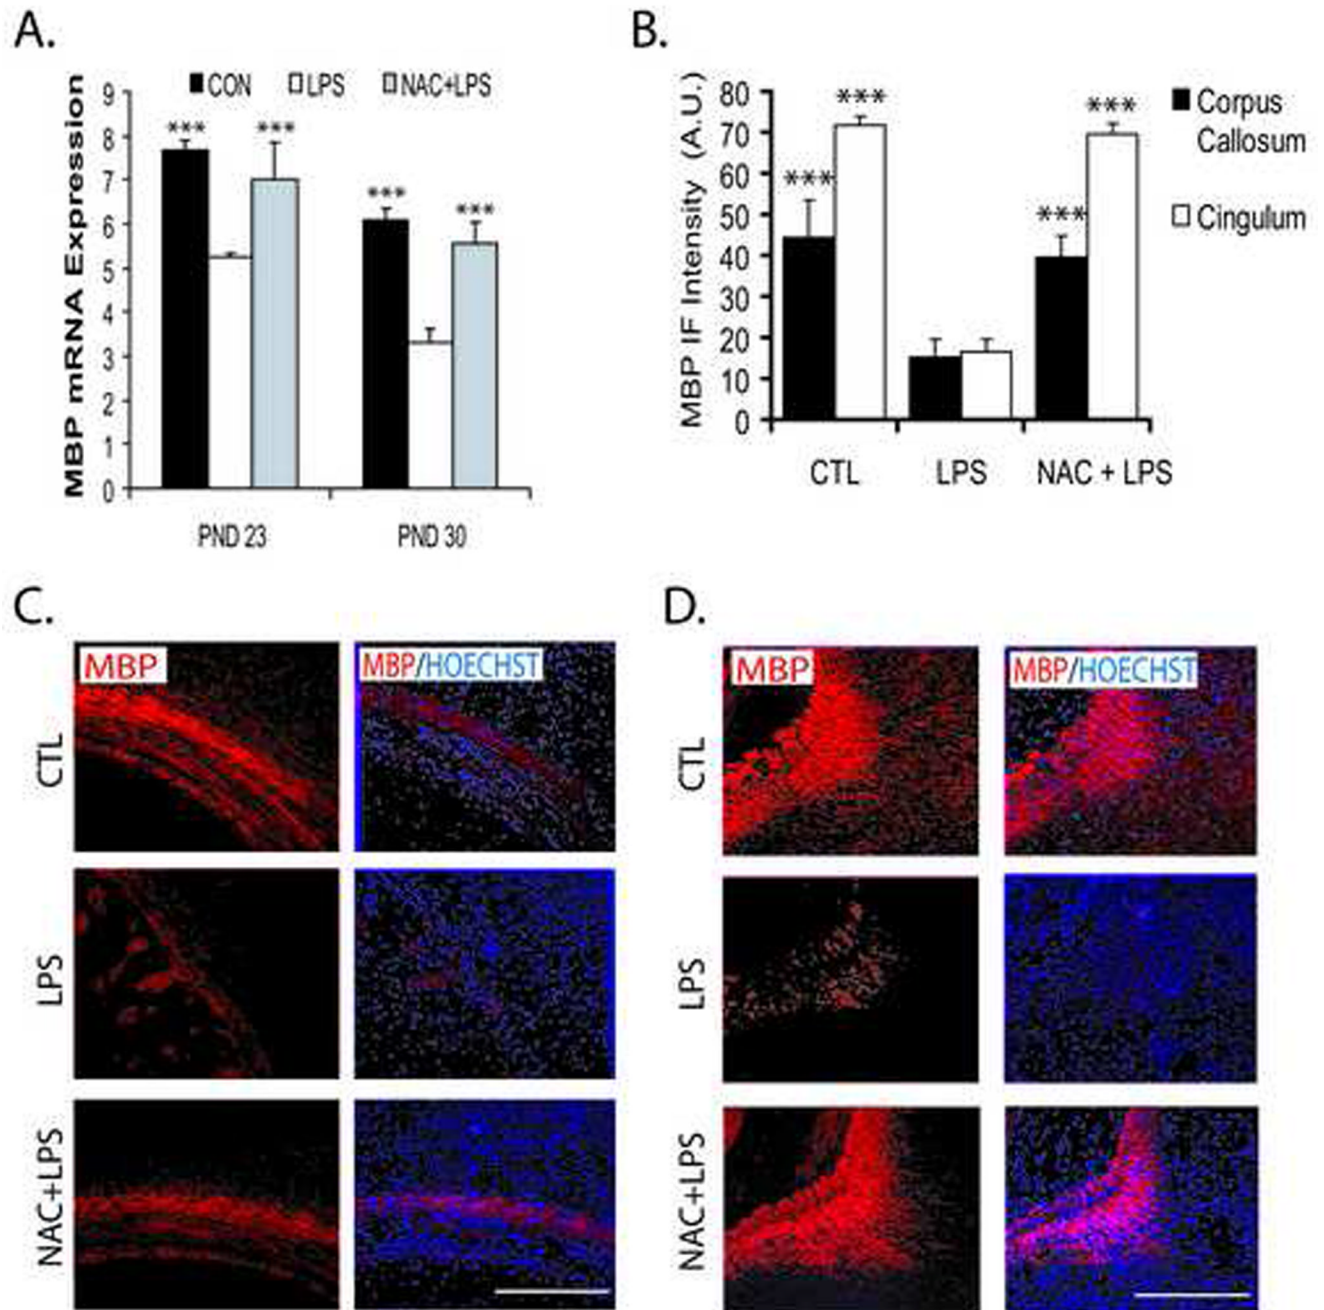 A.
CON LPS NAC+LPS
MBP mRNA Expression
9
8
7
6
5
4
3
2
1
0
*** *** *** ***
PND 23 PND 30
B.
MBP IF Intensity (A.U.)
80
70
60
50
40
30
20
10
0
*** *** *** ***
Corpus
Callosum
Cingulum
CTL LPS NAC + LPS
C.
MBP MBP/HOECHST
CTL
LPS
NAC+LPS
D.
MBP MBP/HOECHST
CTL
LPS
NAC+LPS